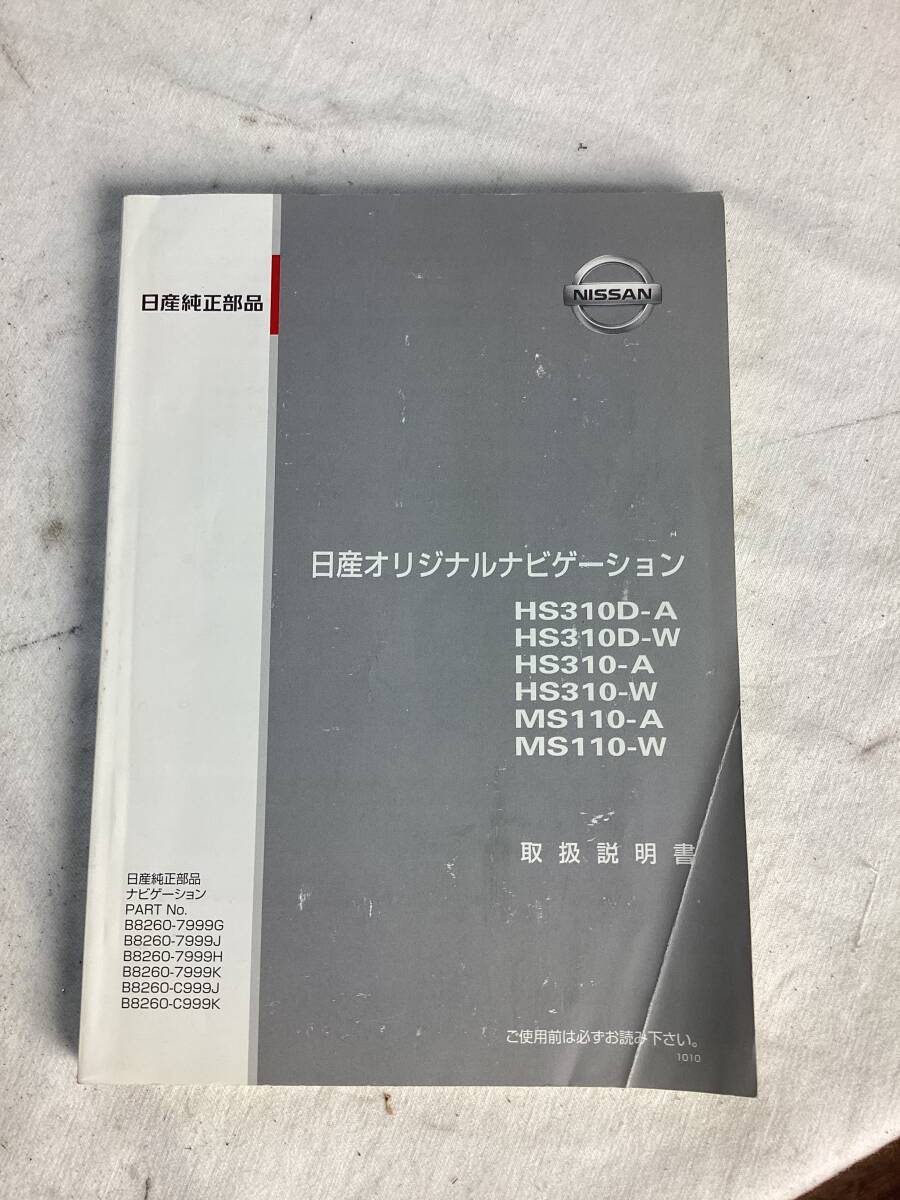 日産純正部品
NISSAN
日産オリジナルナビゲーション
HS310D-A
HS310D-W
HS310-A
HS310-W
MS110-A
MS110-W
取扱説明書
日産純正部品
ナビゲーション
PART No.
B8260-7999G
B8260-7999J
B8260-7999H
B8260-7999K
B8260-C999J
B8260-C999K
ご使用前は必ずお読み下さい。
1010